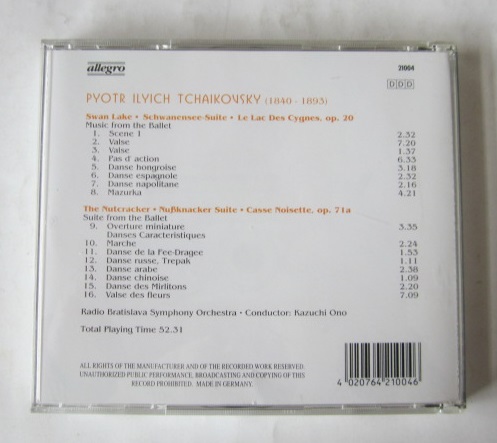 allegro
21004
DDD
PYOTR ILYICH TCHAIKOVSKY (1840 - 1893)
Swan Lake • Schwanensee-Suite • Le Lac Des Cygnes, op. 20
Music from the Ballet
1. Scene 1 2.32
2. Valse 7.20
3. Valse 1.37
4. Pas d' action 6.33
5. Danse hongroise 3.18
6. Danse espagnole 2.32
7. Danse napolitane 2.16
8. Mazurka 4.21
The Nutcracker • Nußknacker Suite • Casse Noisette, op. 71a
Suite from the Ballet
9. Overture miniature 3.35
Danses Caracteristiques
10. Marche 2.24
11. Danse de la Fee-Dragee 1.53
12. Danse russe, Trepak 1.11
13. Danse arabe 2.38
14. Danse chinoise 1.09
15. Danse des Mirlitons 2.20
16. Valse des fleurs 7.09
Radio Bratislava Symphony Orchestra • Conductor: Kazuchi Ono
Total Playing Time 52.31
ALL RIGHTS OF THE MANUFACTURER AND OF THE RECORDED WORK RESERVED.
UNAUTHORIZED PUBLIC PERFORMANCE, BROADCASTING AND COPYING OF THIS
RECORD PROHIBITED. MADE IN GERMANY.
4 020764 210046